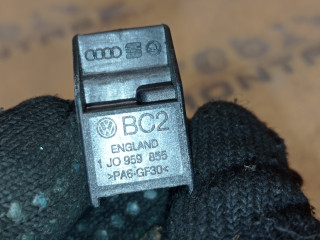 BC2
ENGLAND
1 J0 959 855
>PA6-GF30<